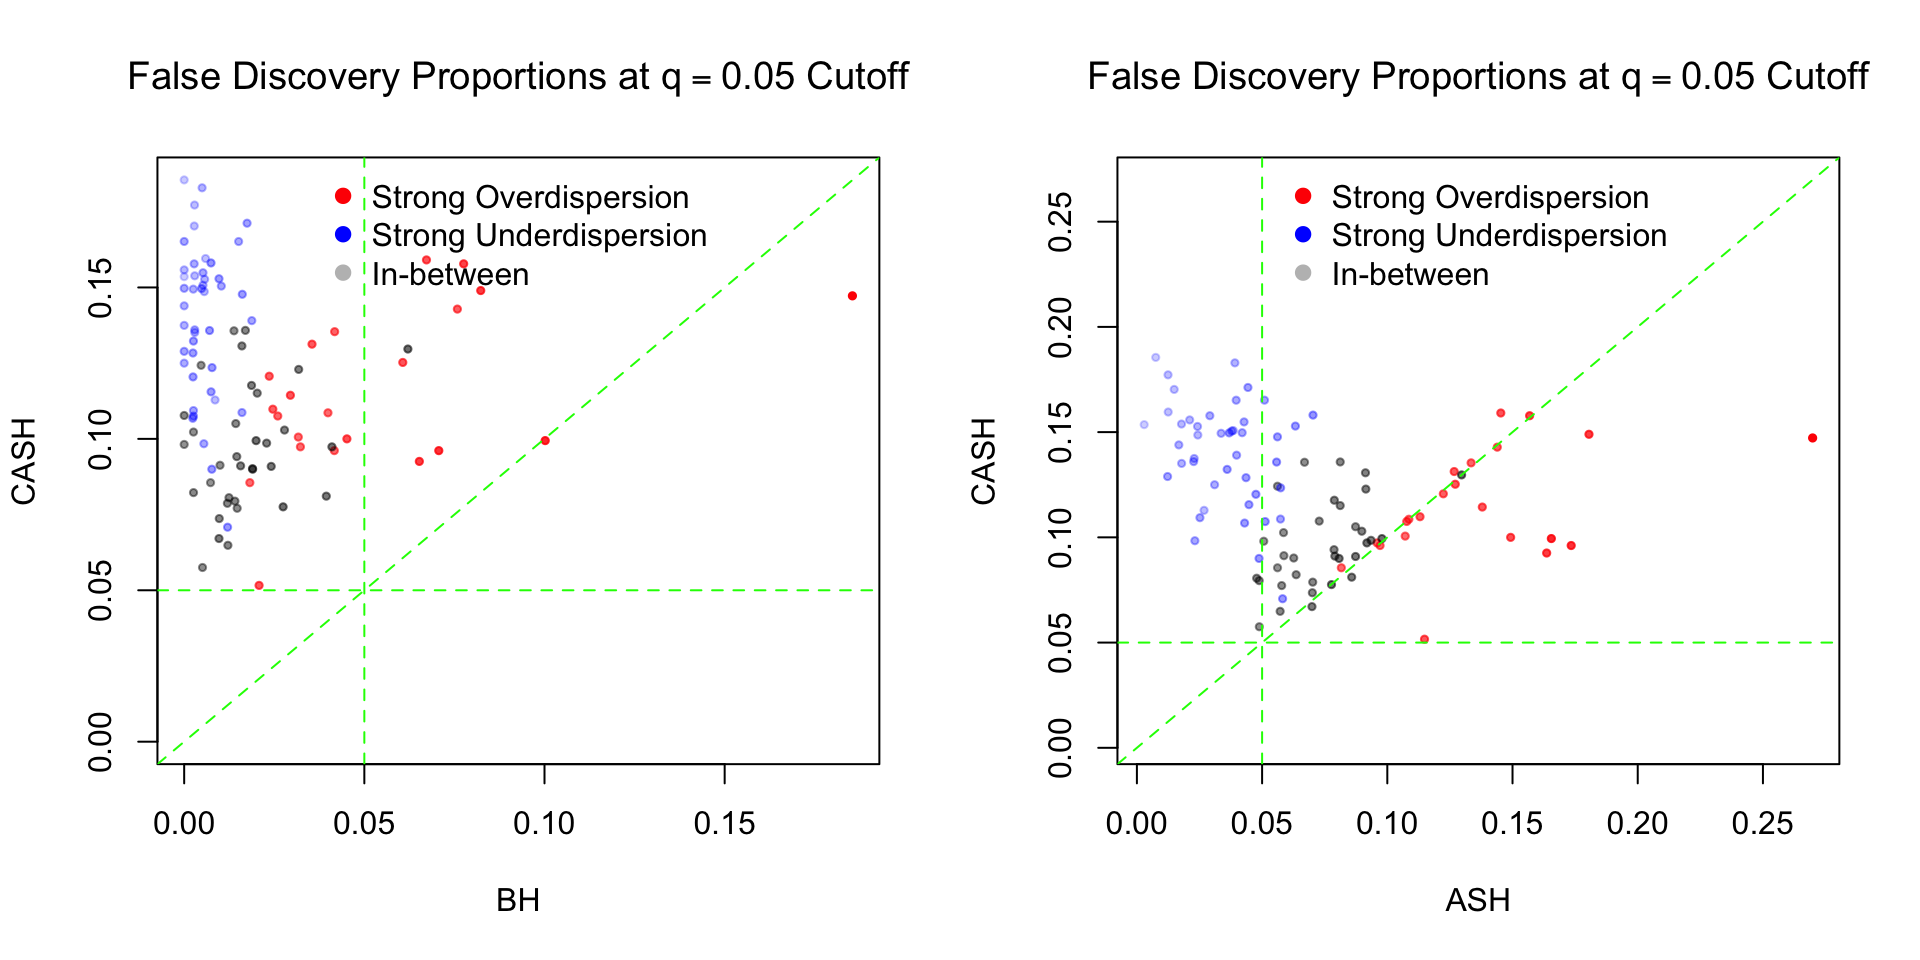 False Discovery Proportions at q = 0.05 Cutoff
Strong Overdispersion
Strong Underdispersion
In-between
CASH
0.15
0.10
0.05
0.00
0.00 0.05 0.10 0.15
BH
False Discovery Proportions at q = 0.05 Cutoff
Strong Overdispersion
Strong Underdispersion
In-between
CASH
0.25
0.20
0.15
0.10
0.05
0.00
0.00 0.05 0.10 0.15 0.20 0.25
ASH